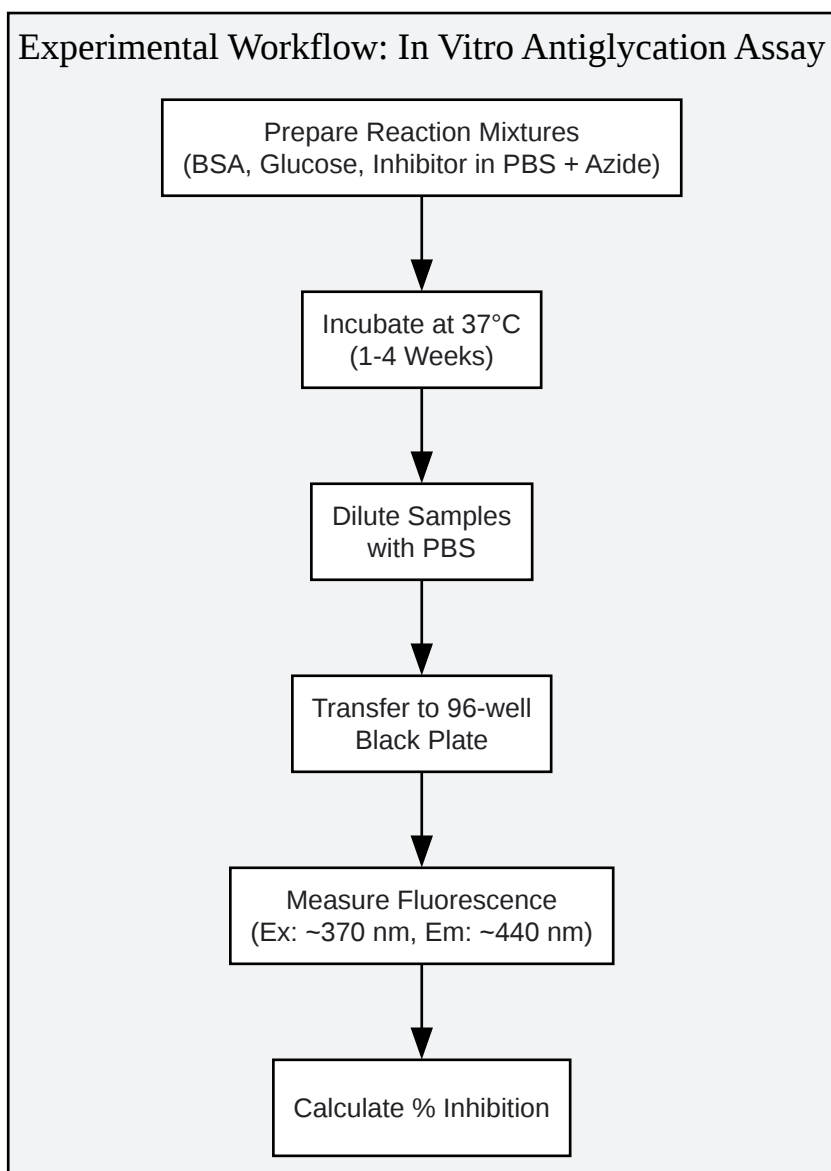 Experimental Workflow: In Vitro Antiglycation Assay
Prepare Reaction Mixtures
(BSA, Glucose, Inhibitor in PBS + Azide)
Incubate at 37°C
(1-4 Weeks)
Dilute Samples
with PBS
Transfer to 96-well
Black Plate
Measure Fluorescence
(Ex: ~370 nm, Em: ~440 nm)
Calculate % Inhibition